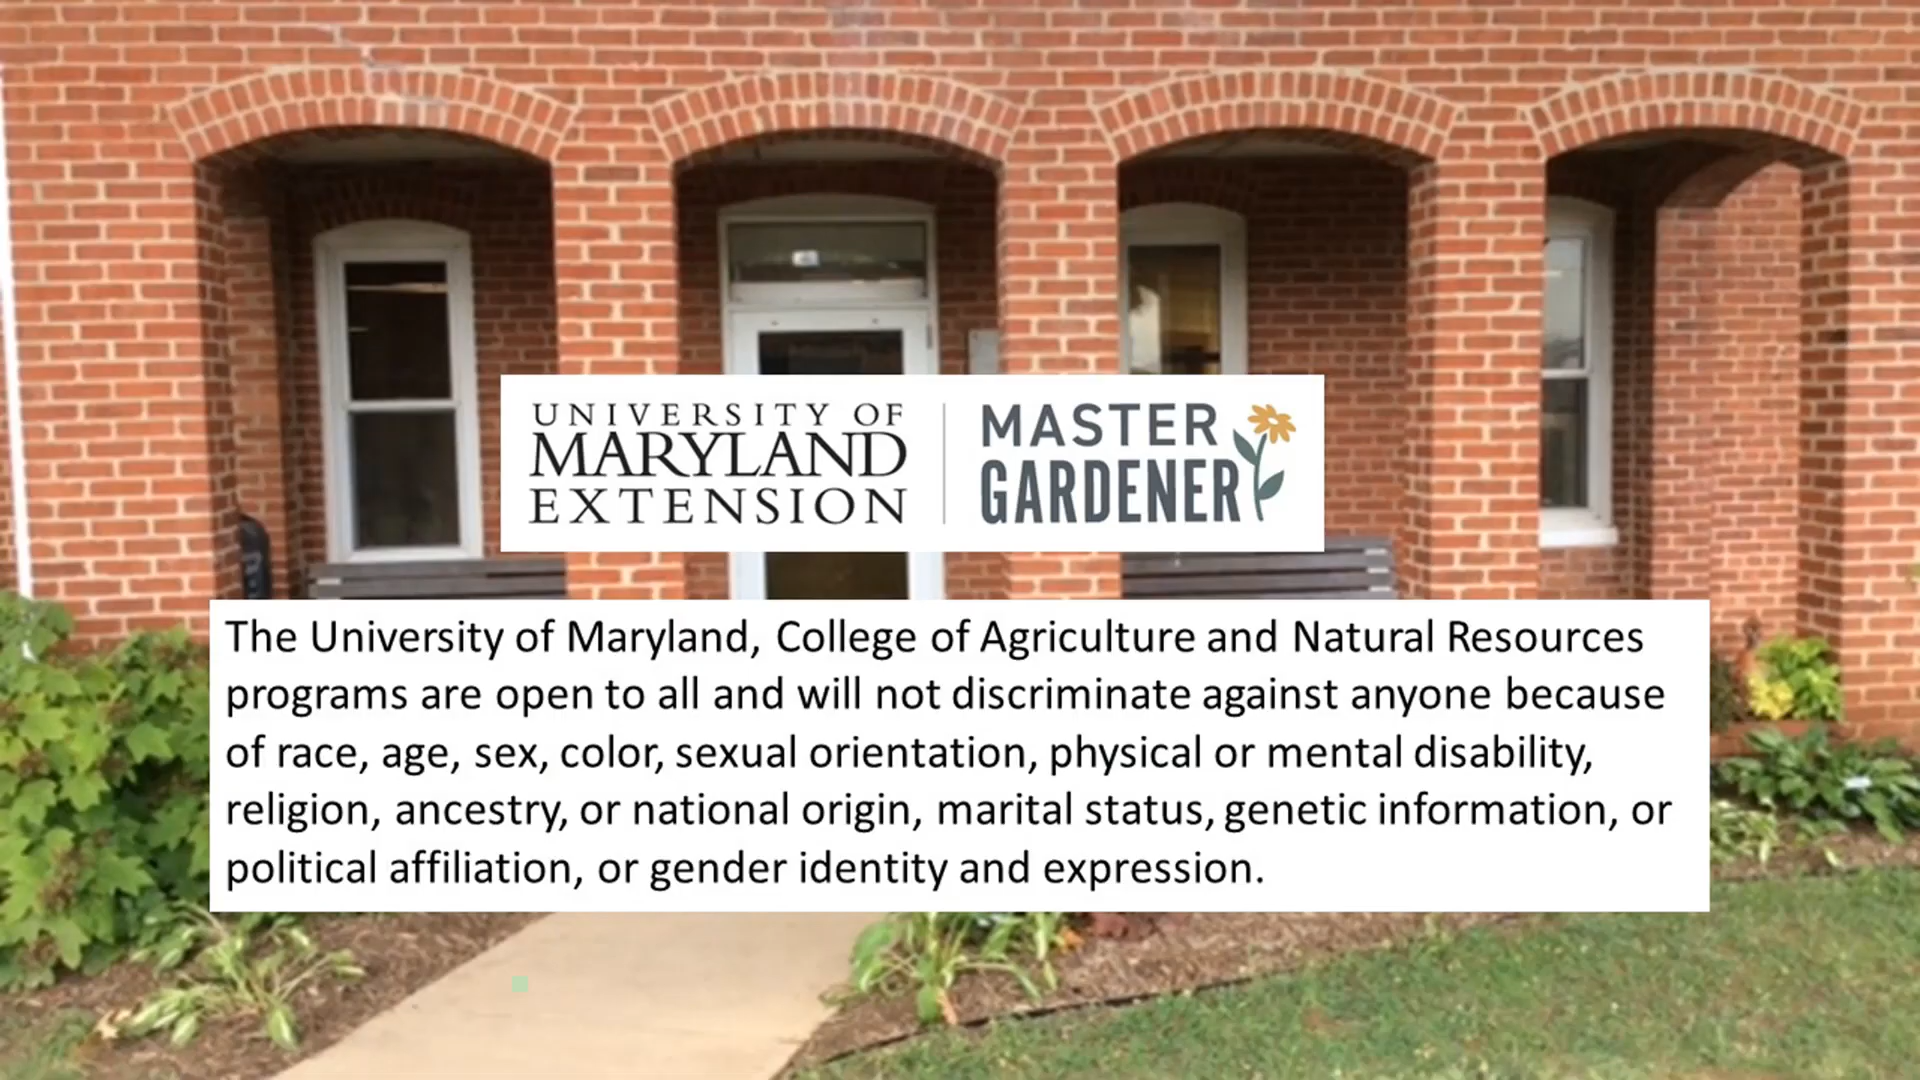 UNIVERSITY OF
MARYLAND
EXTENSION
MASTER
GARDENER
The University of Maryland, College of Agriculture and Natural Resources
programs are open to all and will not discriminate against anyone because
of race, age, sex, color, sexual orientation, physical or mental disability,
religion, ancestry, or national origin, marital status, genetic information, or
political affiliation, or gender identity and expression.